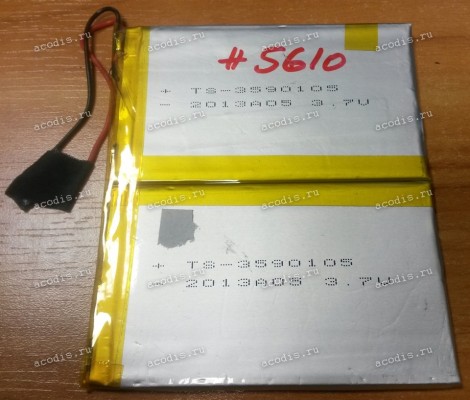 #5610
+ TS-3590105
- 2013A05 3.7V
+ TS-3590105
2013A05 3.7V
acodis.ru